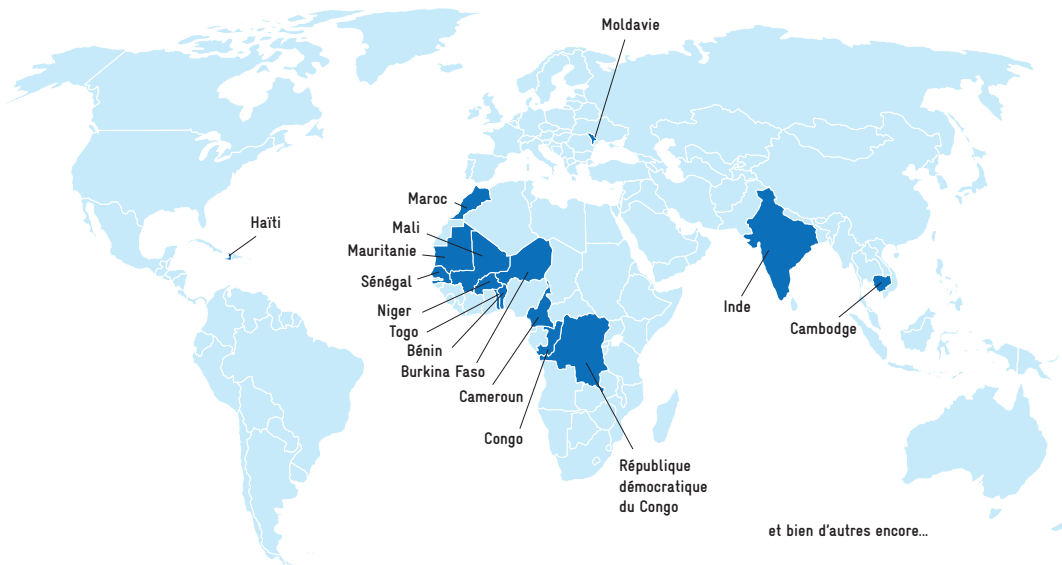 Moldavie
Maroc
Haïti
Mali
Mauritanie
Sénégal
Niger
Inde
Togo
Cambodge
Bénin
Burkina Faso
Cameroun
Congo
République
démocratique
du Congo
et bien d'autres encore...